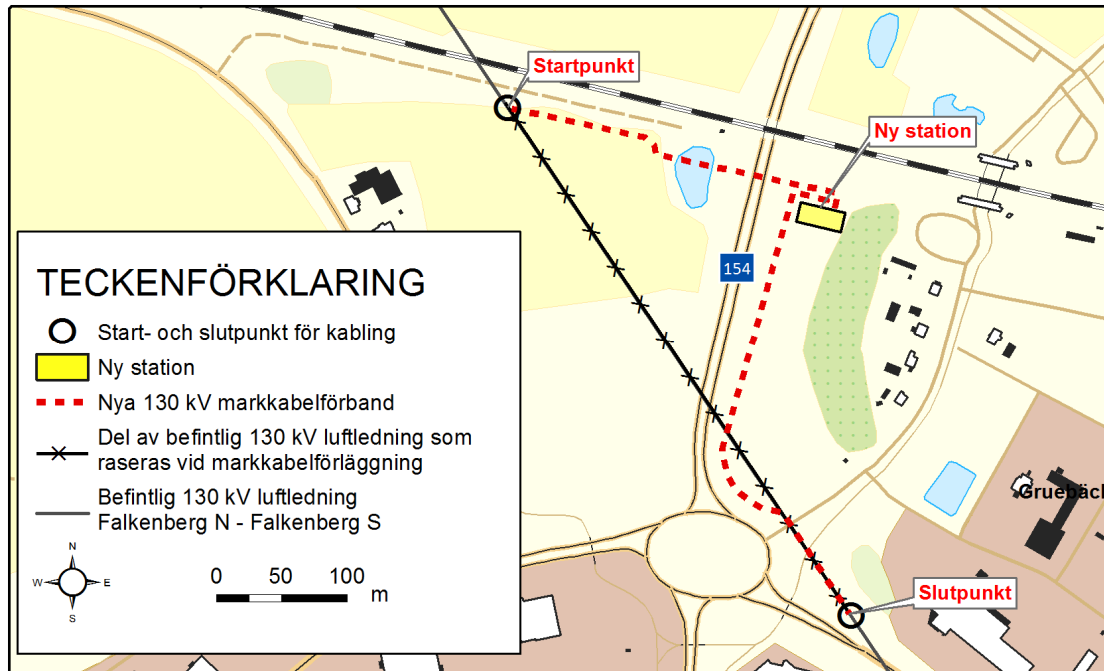 Startpunkt
Ny station
154
TECKENFÖRKLARING
Start- och slutpunkt för kabling
Ny station
Nya 130 kV markkabelförband
Del av befintlig 130 kV luftledning som
raseras vid markkabelförläggning
Befintlig 130 kV luftledning
Falkenberg N - Falkenberg S
N
W E
S
0 50 100
m
Gruebäck
Slutpunkt